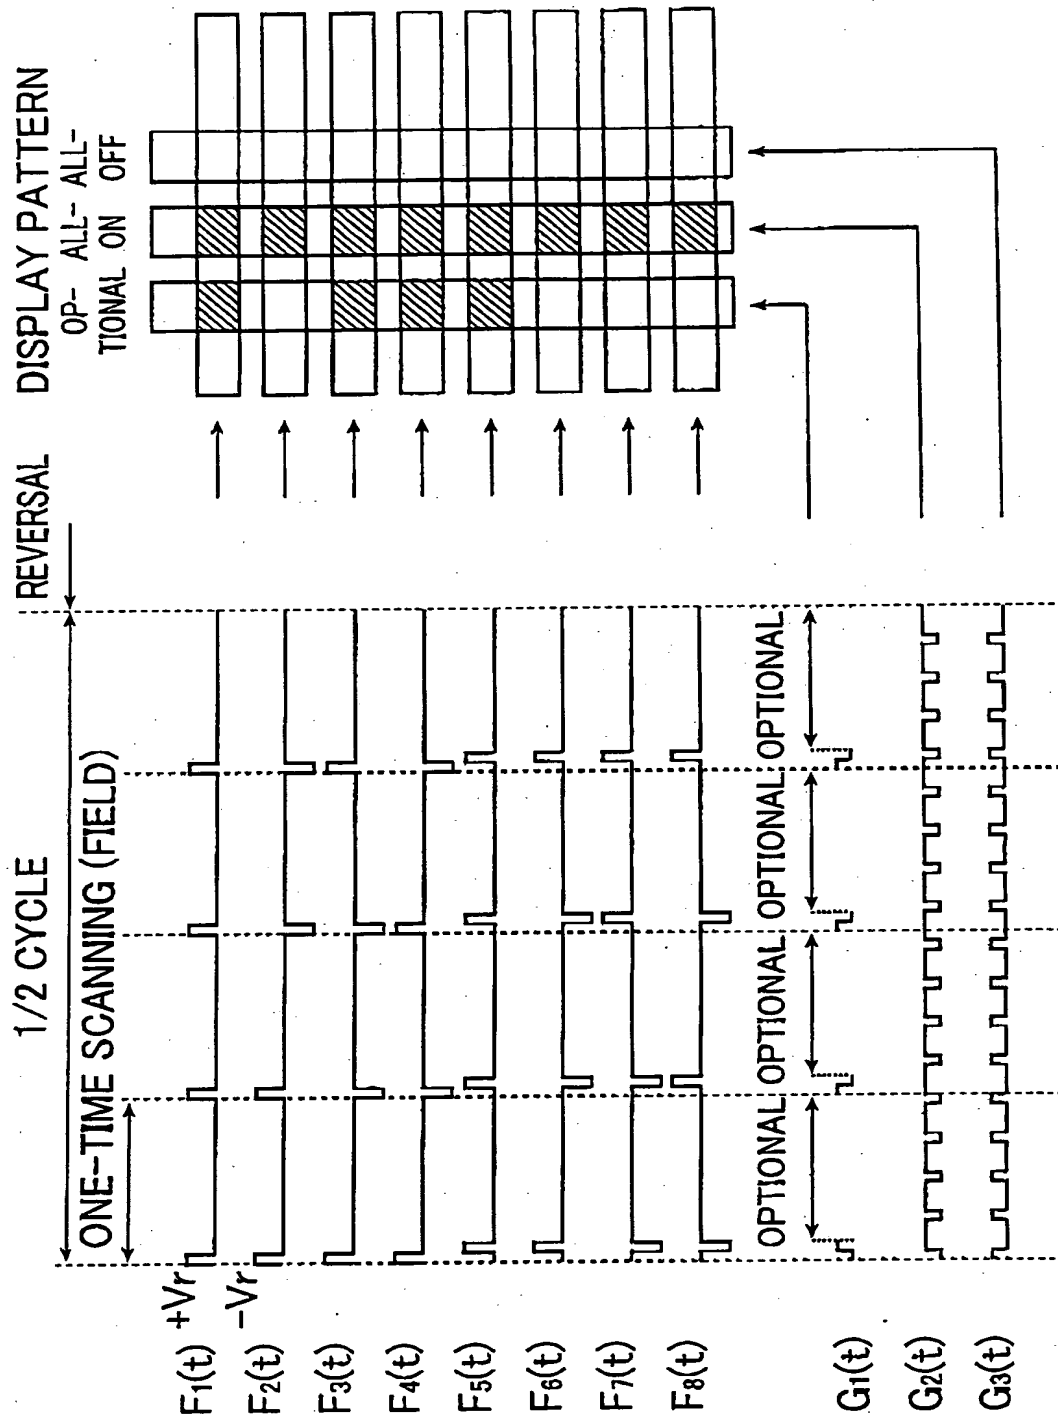 1/2 CYCLE
REVERSAL
DISPLAY PATTERN
ONE-TIME SCANNING (FIELD)
OP-
TIONAL
ALL-
ON
ALL-
OFF
+Vr
-Vr
F1(t)
F2(t)
F3(t)
F4(t)
F5(t)
F6(t)
F7(t)
F8(t)
OPTIONAL OPTIONAL OPTIONAL OPTIONAL
G1(t)
G2(t)
G3(t)